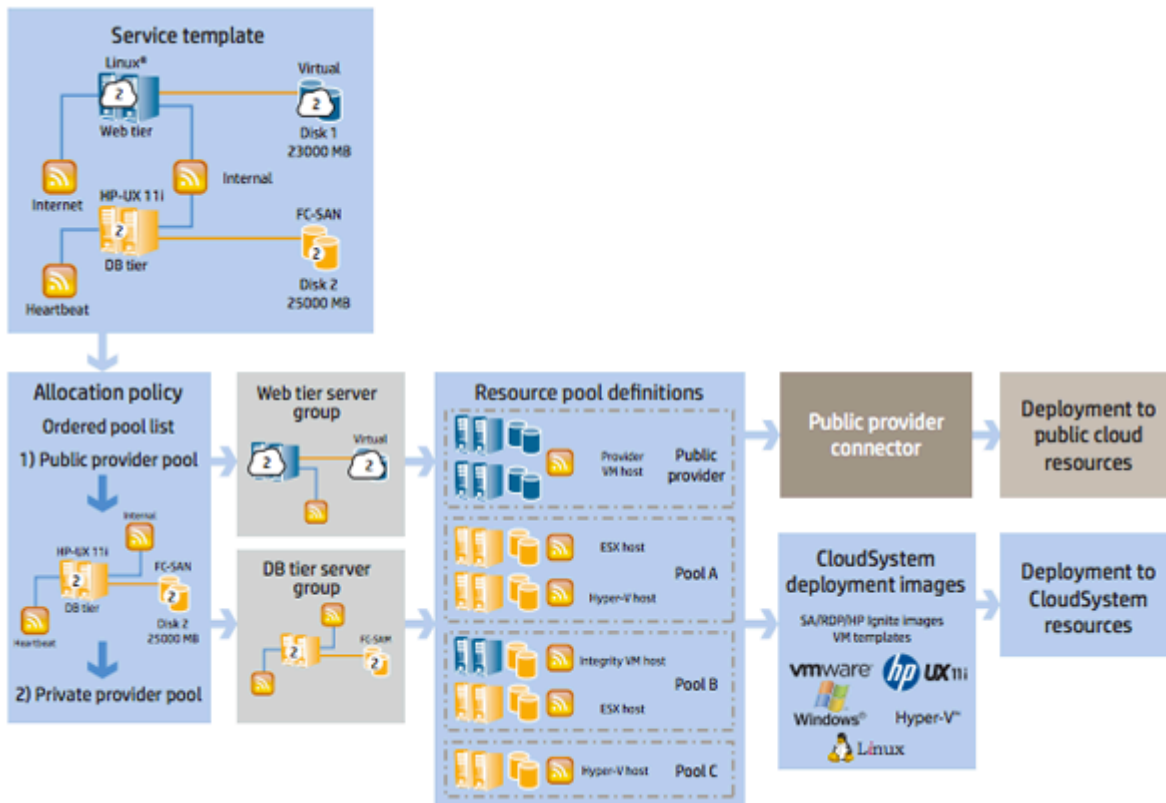 Service template
Linux®
2
Web tier
Virtual
2
Disk 1
23000 MB
Internet
Internal
HP-UX 11i
2
DB tier
FC-SAN
2
Disk 2
25000 MB
Heartbeat
Allocation policy
Ordered pool list
1) Public provider pool
Internal
HP-UX 11i
2
DB tier
FC-SAN
2
Disk 2
25000 MB
Heartbeat
2) Private provider pool
Web tier server
group
2
Virtual
2
DB tier server
group
2
FC-SAN
2
Resource pool definitions
Provider
VM host
Public
provider
ESX host
Pool A
Hyper-V host
Integrity VM host
Pool B
ESX host
Hyper-V host
Pool C
Public provider
connector
Deployment to
public cloud
resources
CloudSystem
deployment images
SA/RDP/HP Ignite images
VM templates
vmware
hp UX 11i
Windows®
Hyper-V™
Linux
Deployment to
CloudSystem
resources